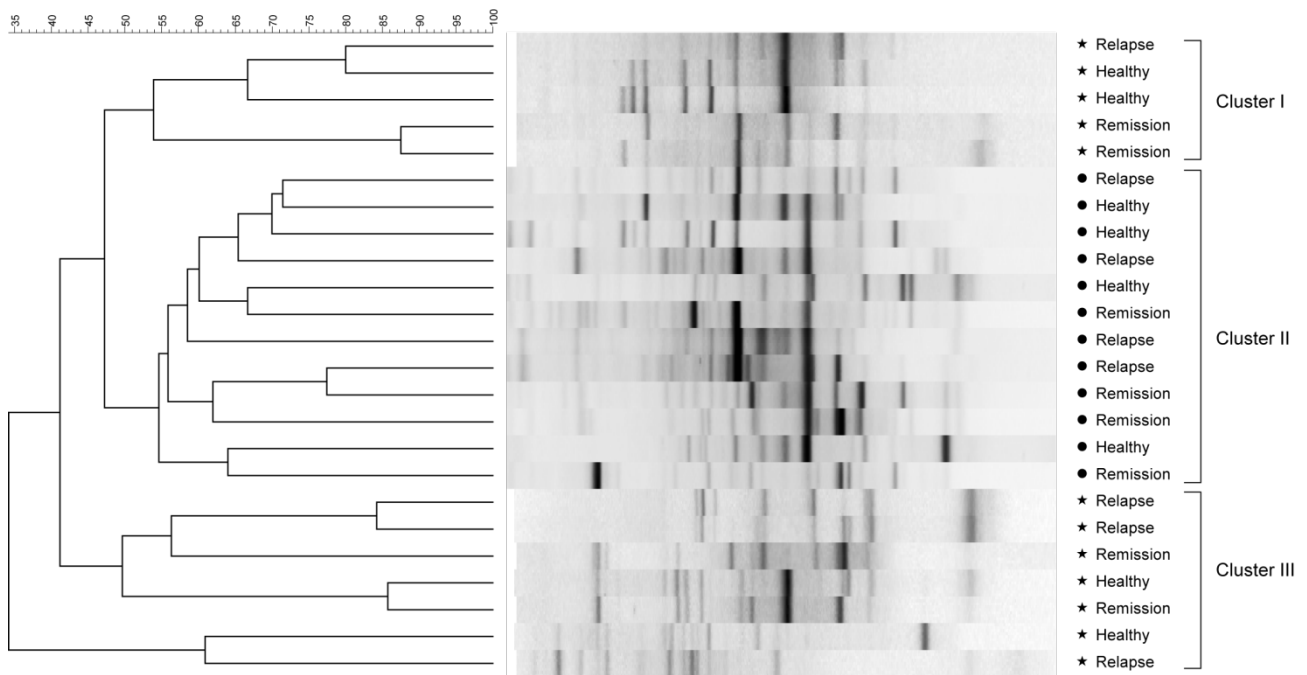 35 40 45 50 55 60 65 70 75 80 85 90 95 100
★ Relapse
★ Healthy
★ Healthy
★ Remission
★ Remission
Cluster I
● Relapse
● Healthy
● Healthy
● Relapse
● Healthy
● Remission
● Relapse
● Relapse
● Remission
● Remission
● Healthy
● Remission
Cluster II
★ Relapse
★ Relapse
★ Remission
★ Healthy
★ Remission
★ Healthy
★ Relapse
Cluster III